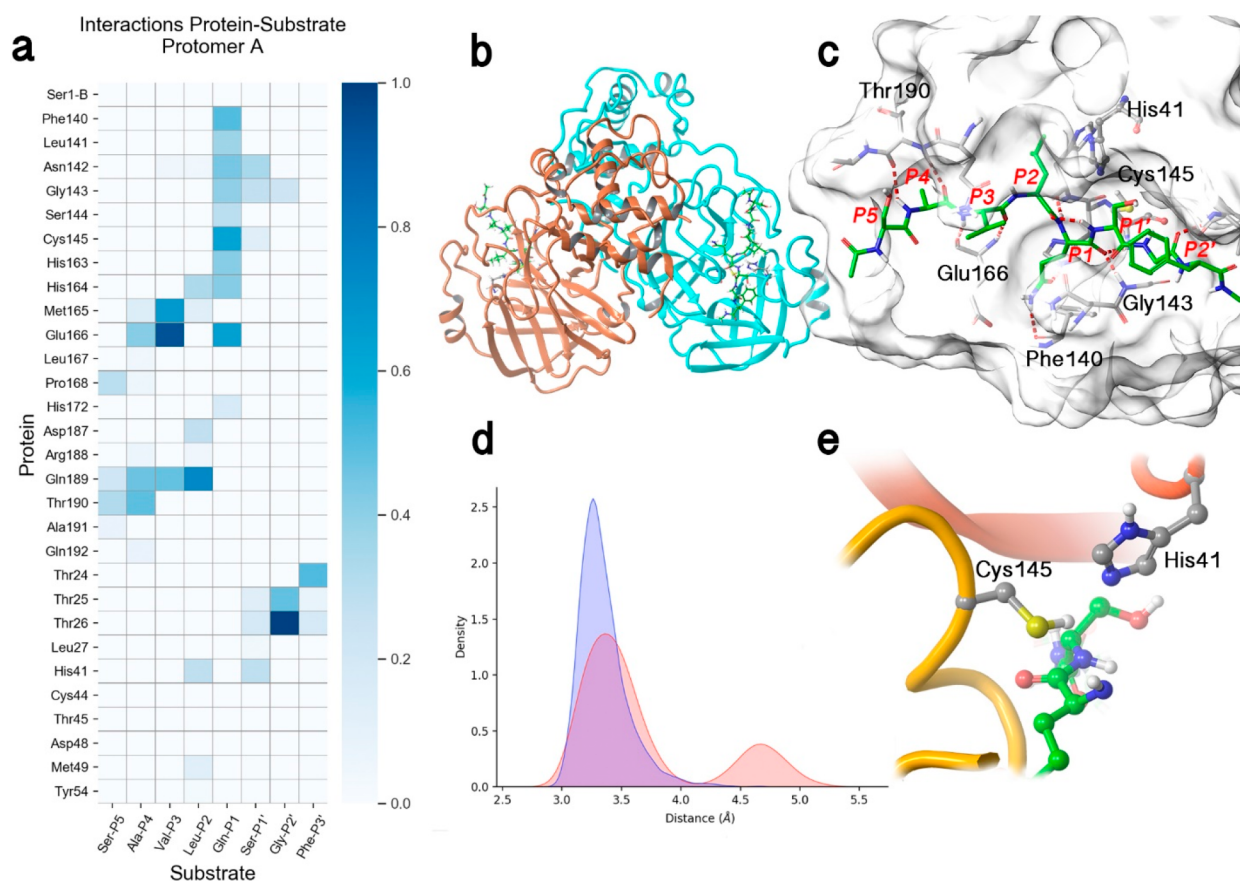 a
Interactions Protein-Substrate
Protomer A
Protein
Ser1-B
Phe140
Leu141
Asn142
Gly143
Ser144
Cys145
His163
His164
Met165
Glu166
Leu167
Pro168
His172
Asp187
Arg188
Gln189
Thr190
Ala191
Gln192
Thr24
Thr25
Thr26
Leu27
His41
Cys44
Thr45
Asp48
Met49
Tyr54
Ser-P5
Ala-P4
Val-P3
Leu-P2
Gln-P1
Ser-P1'
Gly-P2'
Phe-P3'
Substrate
1.0
0.8
0.6
0.4
0.2
0.0
b
c
Thr190
His41
Cys145
P5
P4
P3
P2
P1
P1'
P2'
Glu166
Gly143
Phe140
d
Density
2.5
2.0
1.5
1.0
0.5
0.0
2.5 3.0 3.5 4.0 4.5 5.0 5.5
Distance (Å)
e
Cys145
His41